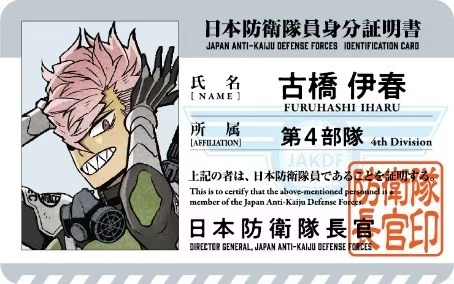 日本防衛隊員身分証明書
JAPAN ANTI-KAIJU DEFENSE FORCES IDENTIFICATION CARD
氏名 古橋 伊春
[NAME] FURUHASHI IHARU
所属 第4部隊 4th Division
[AFFILIATION]
JAKDF
上記の者は、日本防衛隊員であることを証明する。
This is to certify that the above-mentioned personnel is a
member of the Japan Anti-Kaiju Defense Forces.
日本防衛隊長官
DIRECTOR GENERAL, JAPAN ANTI-KAIJU DEFENSE FORCES
防衛隊
長官印